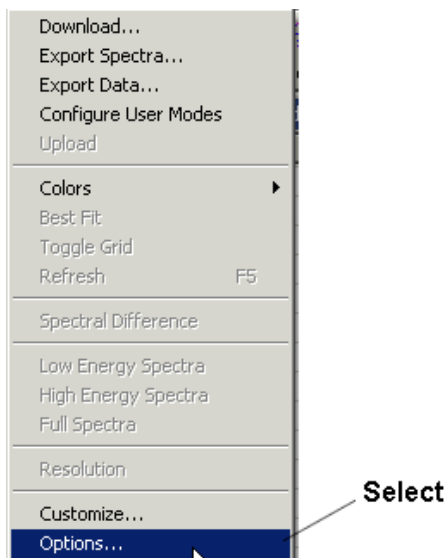 Download...
Export Spectra...
Export Data...
Configure User Modes
Upload
Colors
Best Fit
Toggle Grid
Refresh F5
Spectral Difference
Low Energy Spectra
High Energy Spectra
Full Spectra
Resolution
Select
Customize...
Options...